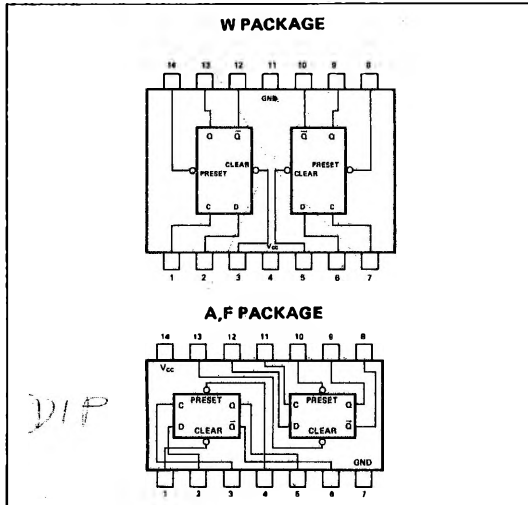 W PACKAGE
14 13 12 11 10 9 8
GND
Q Q̅ Q̅ Q
CLEAR PRESET
PRESET CLEAR
C D D C
Vcc
1 2 3 4 5 6 7
A,F PACKAGE
14 13 12 11 10 9 8
Vcc
PRESET PRESET
C Q C Q
D Q̅ D Q̅
CLEAR CLEAR
GND
1 2 3 4 5 6 7
DIP